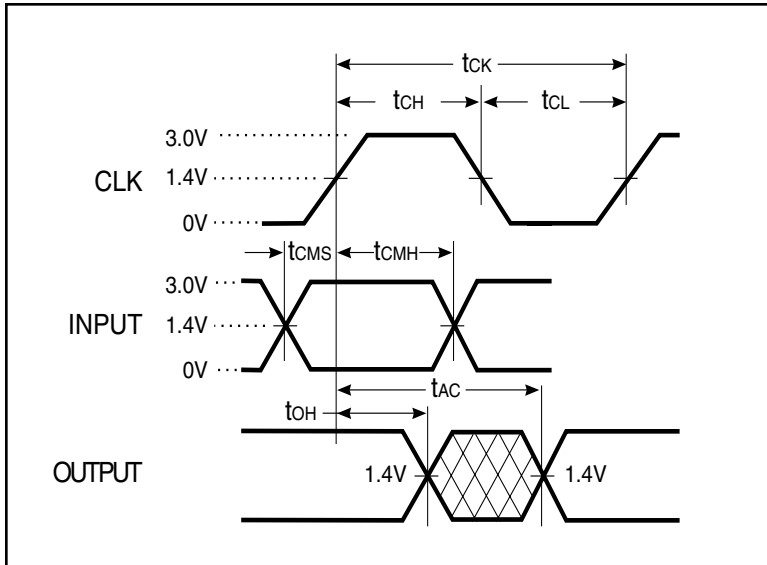 tCK
tCH tCL
3.0V
CLK 1.4V
0V
tCMS tCMH
3.0V
INPUT 1.4V
0V
tAC
tOH
OUTPUT 1.4V 1.4V